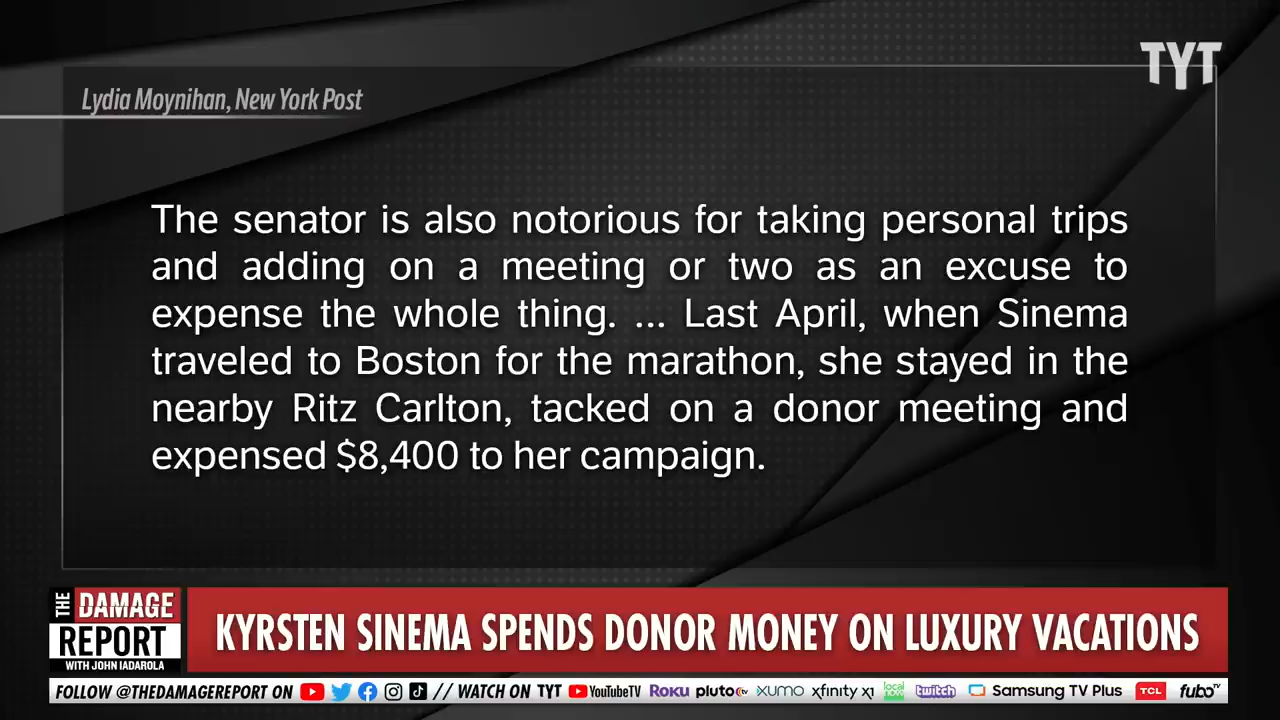 TYT
Lydia Moynihan, New York Post
The senator is also notorious for taking personal trips
and adding on a meeting or two as an excuse to
expense the whole thing. ... Last April, when Sinema
traveled to Boston for the marathon, she stayed in the
nearby Ritz Carlton, tacked on a donor meeting and
expensed $8,400 to her campaign.
THE DAMAGE
REPORT
WITH JOHN IADAROLA
KYRSTEN SINEMA SPENDS DONOR MONEY ON LUXURY VACATIONS
FOLLOW @THEDAMAGEREPORT ON // WATCH ON TYT YouTubeTV Roku pluto tv XUMO xfinity x1 local now twitch Samsung TV Plus TCL fubo TV